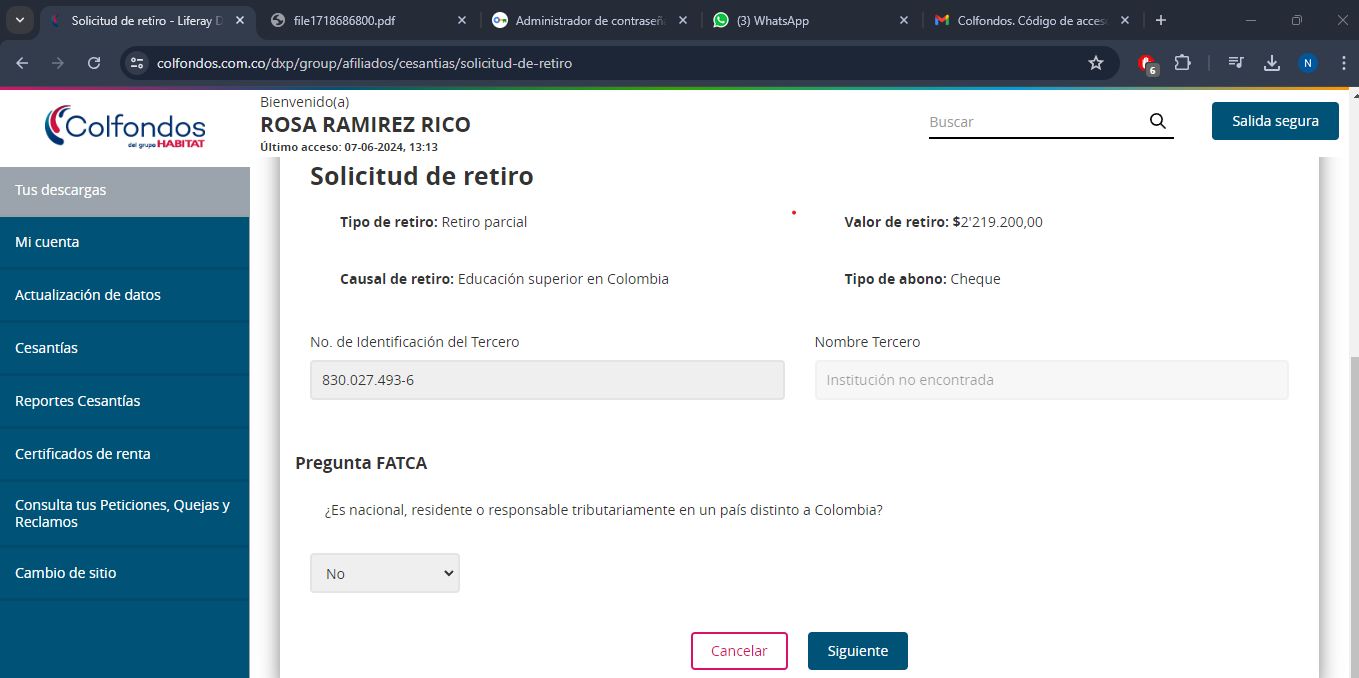 Solicitud de retiro - Liferay D
file1718686800.pdf
Administrador de contraseña
(3) WhatsApp
Colfondos. Código de acceso
colfondos.com.co/dxp/group/afiliados/cesantias/solicitud-de-retiro
6
N
Colfondos
del grupo HABITAT
Bienvenido(a)
ROSA RAMIREZ RICO
Último acceso: 07-06-2024, 13:13
Buscar
Salida segura
Tus descargas
Mi cuenta
Actualización de datos
Cesantías
Reportes Cesantías
Certificados de renta
Consulta tus Peticiones, Quejas y
Reclamos
Cambio de sitio
Solicitud de retiro
Tipo de retiro: Retiro parcial
Valor de retiro: $2'219.200,00
Causal de retiro: Educación superior en Colombia
Tipo de abono: Cheque
No. de Identificación del Tercero
Nombre Tercero
830.027.493-6
Institución no encontrada
Pregunta FATCA
¿Es nacional, residente o responsable tributariamente en un país distinto a Colombia?
No
Cancelar
Siguiente